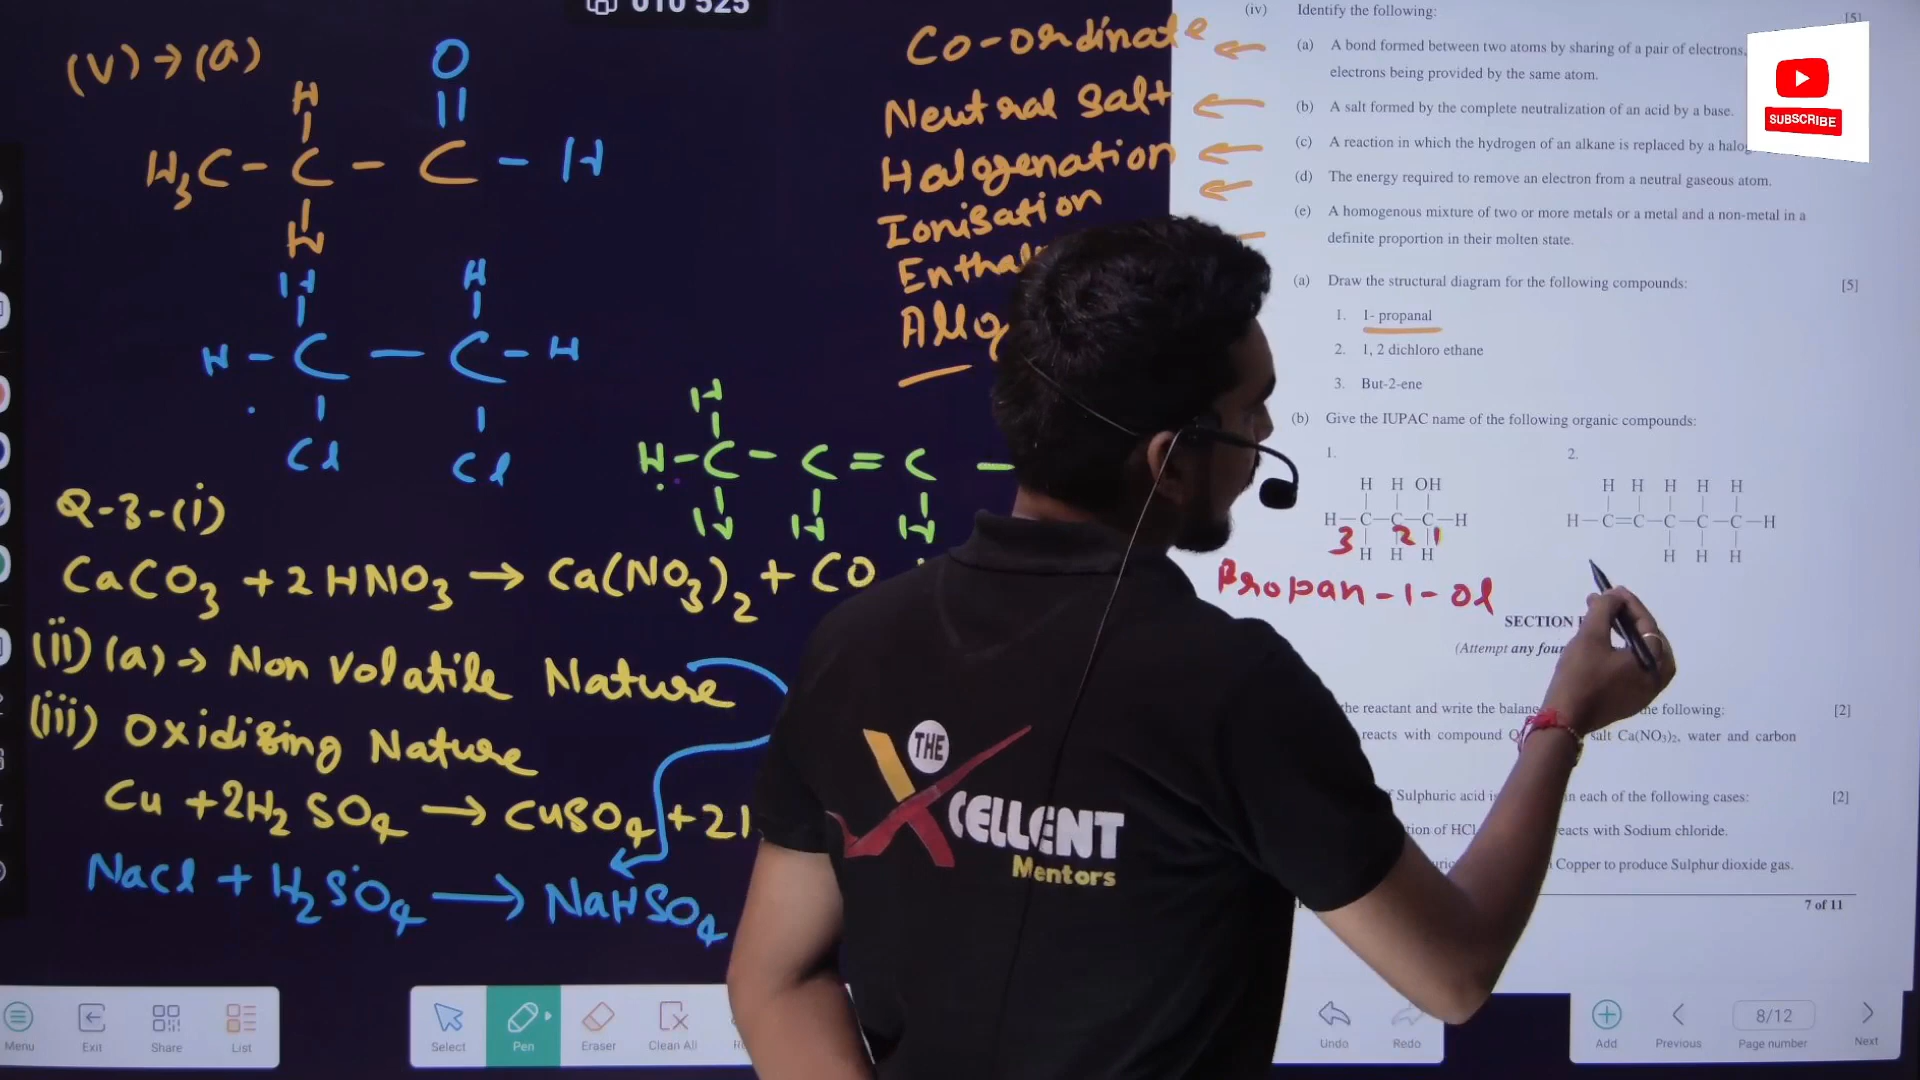 010 525
(V) → (a)
H O
H₃C - C - C - H
H
H H
H - C - C - H
Cl Cl
H
H - C - C = C -
H H H
Q-3-(i)
CaCO₃ + 2HNO₃ → Ca(NO₃)₂ + CO
(ii) (a) → Non Volatile Nature
(iii) Oxidising Nature
Cu + 2H₂SO₄ → CuSO₄ + 2
NaCl + H₂SO₄ → NaHSO₄
Co-ordinate
Neutral Salt
Halogenation
Ionisation
(iv) Identify the following: [5]
(a) A bond formed between two atoms by sharing of a pair of electrons,
electrons being provided by the same atom.
(b) A salt formed by the complete neutralization of an acid by a base.
(c) A reaction in which the hydrogen of an alkane is replaced by a
(d) The energy required to remove an electron from a neutral gaseous atom.
(e) A homogenous mixture of two or more metals or a metal and a non-metal in a
definite proportion in their molten state.
(a) Draw the structural diagram for the following compounds: [5]
1. 1- propanal
2. 1, 2 dichloro ethane
3. But-2-ene
(b) Give the IUPAC name of the following organic compounds:
1. 2.
H H OH H H H H H
H—C—C—C—H H—C=C—C—C—C—H
3 2 1
H H H H H H
Propan-1-ol
SECTION
(Attempt any four
the reactant and write the the following: [2]
reacts with compound salt Ca(NO₃)₂, water and carbon
Sulphuric acid in each of the following cases: [2]
of HCl reacts with Sodium chloride.
Copper to produce Sulphur dioxide gas.
7 of 11
SUBSCRIBE
THE
XCELLENT
Mentors
Menu Exit Share List
Select Pen Eraser Clean All
Undo Redo
8/12
Add Previous Page number Next